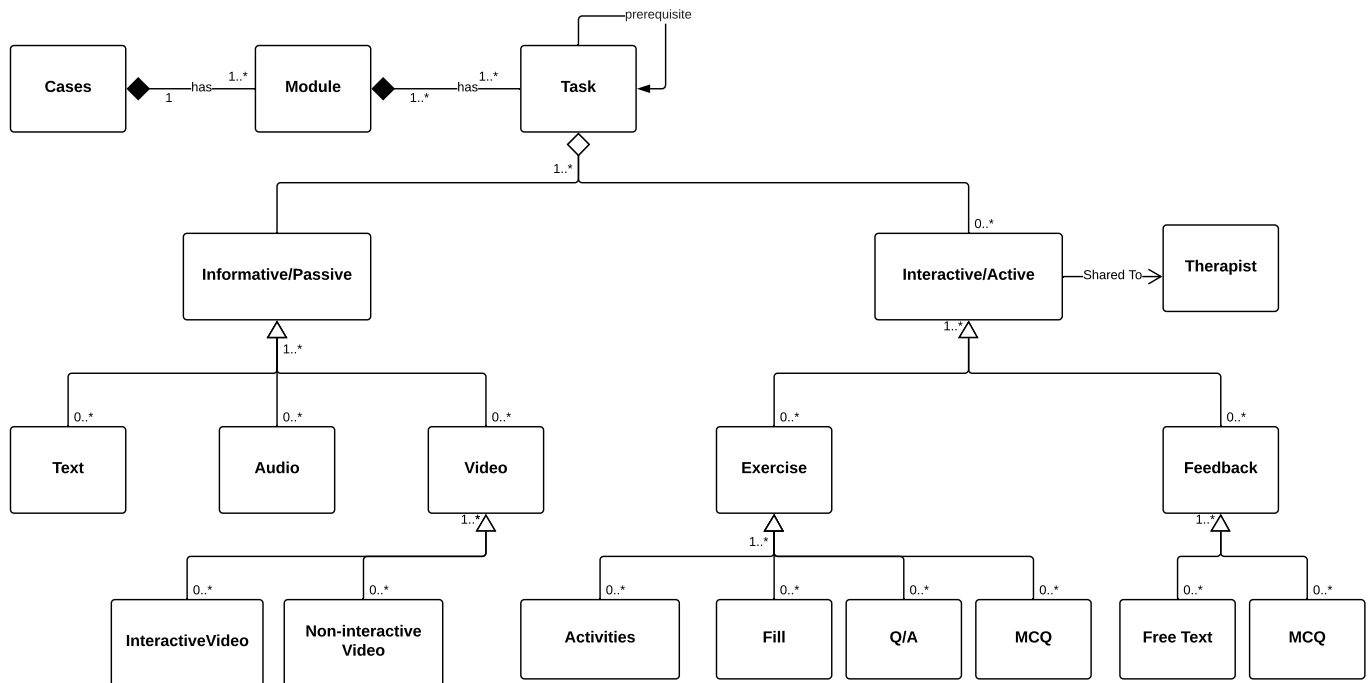 prerequisite
Cases
1
has
1..*
Module
1..*
has
1..*
Task
1..*
0..*
Informative/Passive
Interactive/Active
Shared To
Therapist
1..*
1..*
0..*
0..*
0..*
0..*
0..*
Text
Audio
Video
Exercise
Feedback
1..*
1..*
1..*
0..*
0..*
0..*
0..*
0..*
0..*
0..*
0..*
InteractiveVideo
Non-interactive
Video
Activities
Fill
Q/A
MCQ
Free Text
MCQ